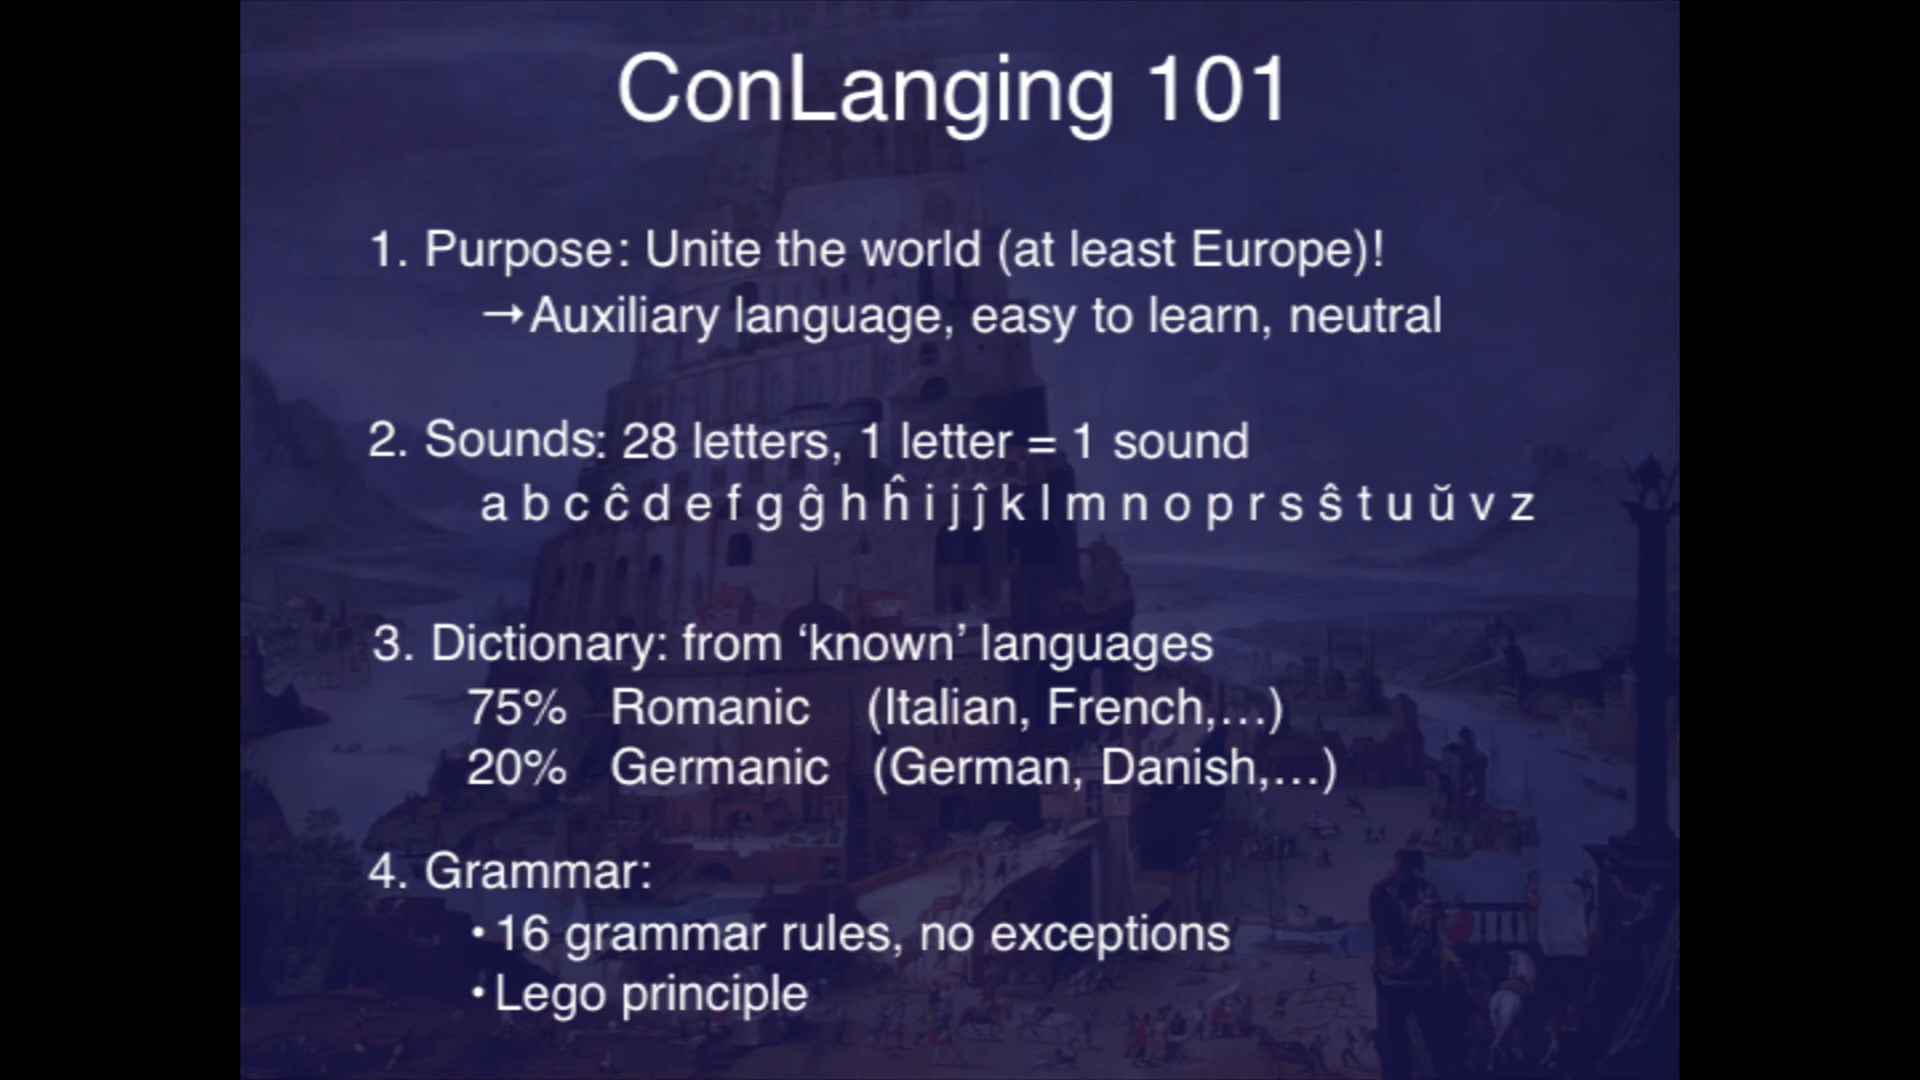 ConLanging 101
1. Purpose: Unite the world (at least Europe)!
→Auxiliary language, easy to learn, neutral
2. Sounds: 28 letters, 1 letter = 1 sound
a b c ĉ d e f g ĝ h ĥ i j ĵ k l m n o p r s ŝ t u ŭ v z
3. Dictionary: from ‘known’ languages
75% Romanic (Italian, French,…)
20% Germanic (German, Danish,…)
4. Grammar:
•16 grammar rules, no exceptions
•Lego principle